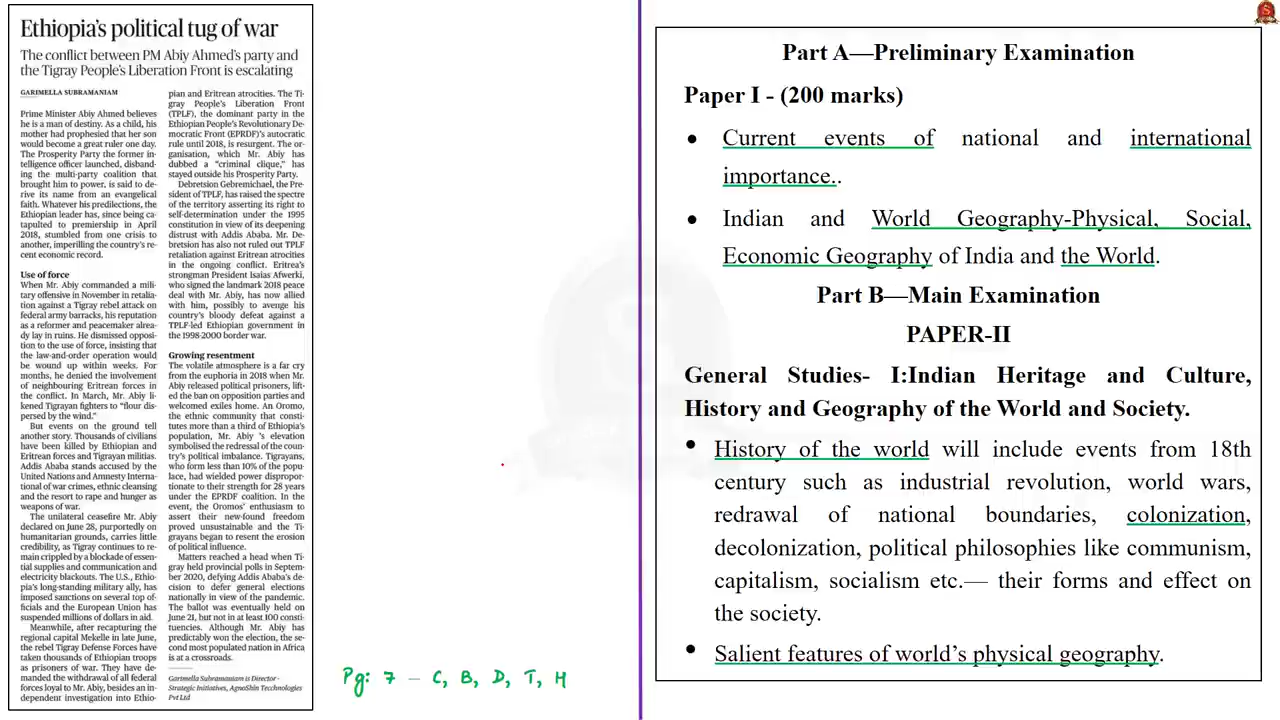 Ethiopia's political tug of war
The conflict between PM Abiy Ahmed's party and
the Tigray People's Liberation Front is escalating
GARIMELLA SUBRAMANIAM
Prime Minister Abiy Ahmed believes
he is a man of destiny. As a child, his
mother had prophesied that her son
would become a great ruler one day.
The Prosperity Party the former in-
telligence officer launched, disband-
ing the multi-party coalition that
brought him to power, is said to de-
rive its name from an evangelical
faith. Whatever his predilections, the
Ethiopian leader has, since being ca-
tapulted to premiership in April
2018, stumbled from one crisis to
another, imperilling the country's re-
cent economic record.
Use of force
When Mr. Abiy commanded a mili-
tary offensive in November in retalia-
tion against a Tigray rebel attack on
federal army barracks, his reputation
as a reformer and peacemaker alrea-
dy lay in ruins. He dismissed opposi-
tion to the use of force, insisting that
the law-and-order operation would
be wound up within weeks. For
months, he denied the involvement
of neighbouring Eritrean forces in
the conflict. In March, Mr. Abiy li-
kened Tigrayan fighters to "flour dis-
persed by the wind."
But events on the ground tell
another story. Thousands of civilians
have been killed by Ethiopian and
Eritrean forces and Tigrayan militias.
Addis Ababa stands accused by the
United Nations and Amnesty Interna-
tional of war crimes, ethnic cleansing
and the resort to rape and hunger as
weapons of war.
The unilateral ceasefire Mr. Abiy
declared on June 28, purportedly on
humanitarian grounds, carries little
credibility, as Tigray continues to re-
main crippled by a blockade of essen-
tial supplies and communication and
electricity blackouts. The U.S., Ethio-
pia's long-standing military ally, has
imposed sanctions on several top of-
ficials and the European Union has
suspended millions of dollars in aid.
Meanwhile, after recapturing the
regional capital Mekelle in late June,
the rebel Tigray Defense Forces have
taken thousands of Ethiopian troops
as prisoners of war. They have de-
manded the withdrawal of all federal
forces loyal to Mr. Abiy, besides an in-
dependent investigation into Ethio-
pian and Eritrean atrocities. The Ti-
gray People's Liberation Front
(TPLF), the dominant party in the
Ethiopian People's Revolutionary De-
mocratic Front (EPRDF)'s autocratic
rule until 2018, is resurgent. The or-
ganisation, which Mr. Abiy has
dubbed a "criminal clique," has
stayed outside his Prosperity Party.
Debretsion Gebremichael, the Pre-
sident of TPLF, has raised the spectre
of the territory asserting its right to
self-determination under the 1995
constitution in view of its deepening
distrust with Addis Ababa. Mr. De-
bretsion has also not ruled out TPLF
retaliation against Eritrean atrocities
in the ongoing conflict. Eritrea's
strongman President Isaias Afwerki,
who signed the landmark 2018 peace
deal with Mr. Abiy, has now allied
with him, possibly to avenge his
country's bloody defeat against a
TPLF-led Ethiopian government in
the 1998-2000 border war.
Growing resentment
The volatile atmosphere is a far cry
from the euphoria in 2018 when Mr.
Abiy released political prisoners, lift-
ed the ban on opposition parties and
welcomed exiles home. An Oromo,
the ethnic community that consti-
tutes more than a third of Ethiopia's
population, Mr. Abiy 's elevation
symbolised the redressal of the coun-
try's political imbalance. Tigrayans,
who form less than 10% of the popu-
lace, had wielded power dispropor-
tionate to their strength for 28 years
under the EPRDF coalition. In the
event, the Oromos' enthusiasm to
assert their new-found freedom
proved unsustainable and the Ti-
grayans began to resent the erosion
of political influence.
Matters reached a head when Ti-
gray held provincial polls in Septem-
ber 2020, defying Addis Ababa's de-
cision to defer general elections
nationally in view of the pandemic.
The ballot was eventually held on
June 21, but not in at least 100 consti-
tuencies. Although Mr. Abiy has
predictably won the election, the se-
cond most populated nation in Africa
is at a crossroads.
Garimella Subramaniam is Director -
Strategic Initiatives, AgnoShin Technologies
Pvt Ltd
Pg: 7 - C, B, D, T, H
Part A—Preliminary Examination
Paper I - (200 marks)
• Current events of national and international
importance..
• Indian and World Geography-Physical, Social,
Economic Geography of India and the World.
Part B—Main Examination
PAPER-II
General Studies- I:Indian Heritage and Culture,
History and Geography of the World and Society.
• History of the world will include events from 18th
century such as industrial revolution, world wars,
redrawal of national boundaries, colonization,
decolonization, political philosophies like communism,
capitalism, socialism etc.— their forms and effect on
the society.
• Salient features of world's physical geography.